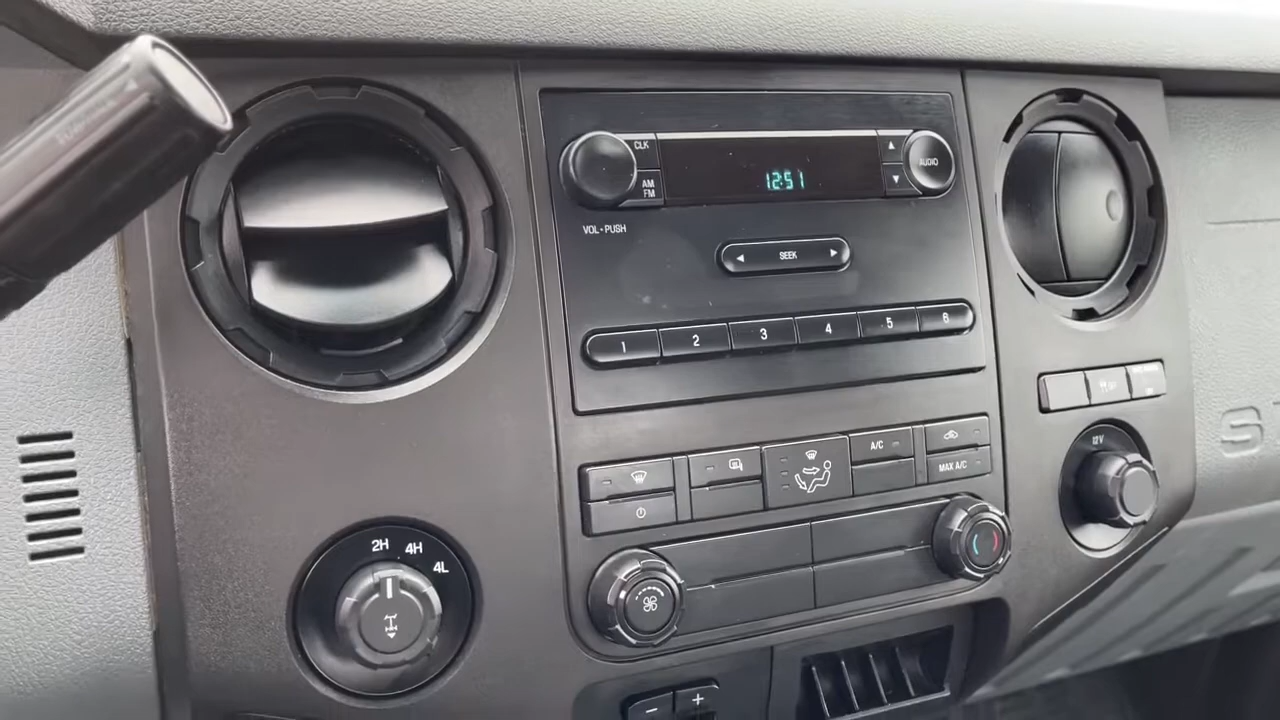 CLK
AM
FM
12:51
AUDIO
VOL • PUSH
SEEK
1 2 3 4 5 6
A/C
MAX A/C
12V
2H 4H 4L
− +
S